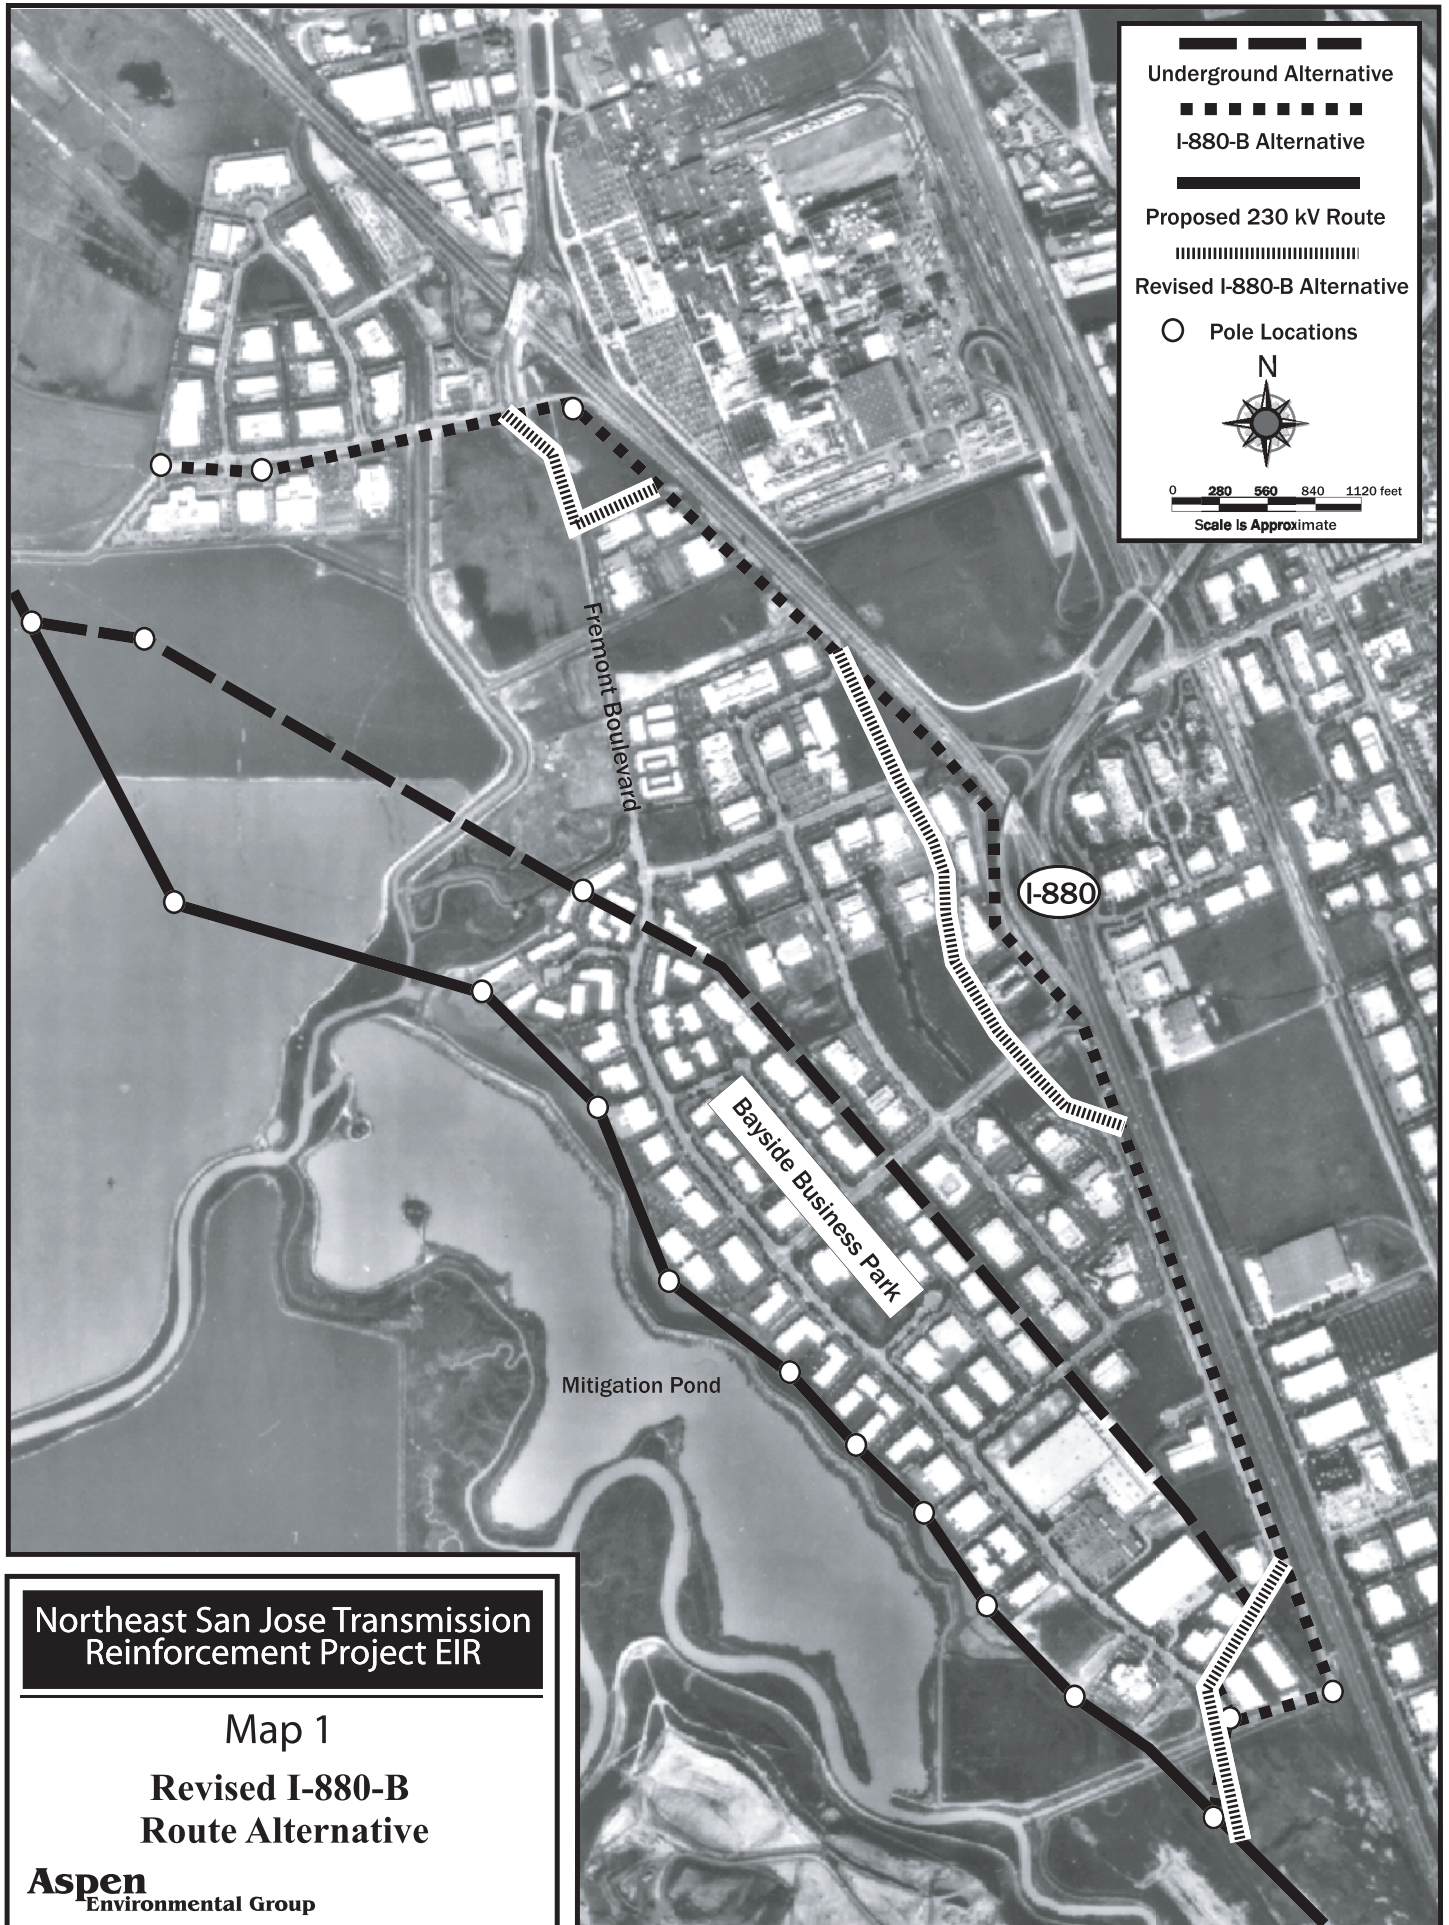 Underground Alternative
I-880-B Alternative
Proposed 230 kV Route
Revised I-880-B Alternative
Pole Locations
N
0 280 560 840 1120 feet
Scale Is Approximate
Fremont Boulevard
I-880
Bayside Business Park
Mitigation Pond
Northeast San Jose Transmission
Reinforcement Project EIR
Map 1
Revised I-880-B
Route Alternative
Aspen
Environmental Group